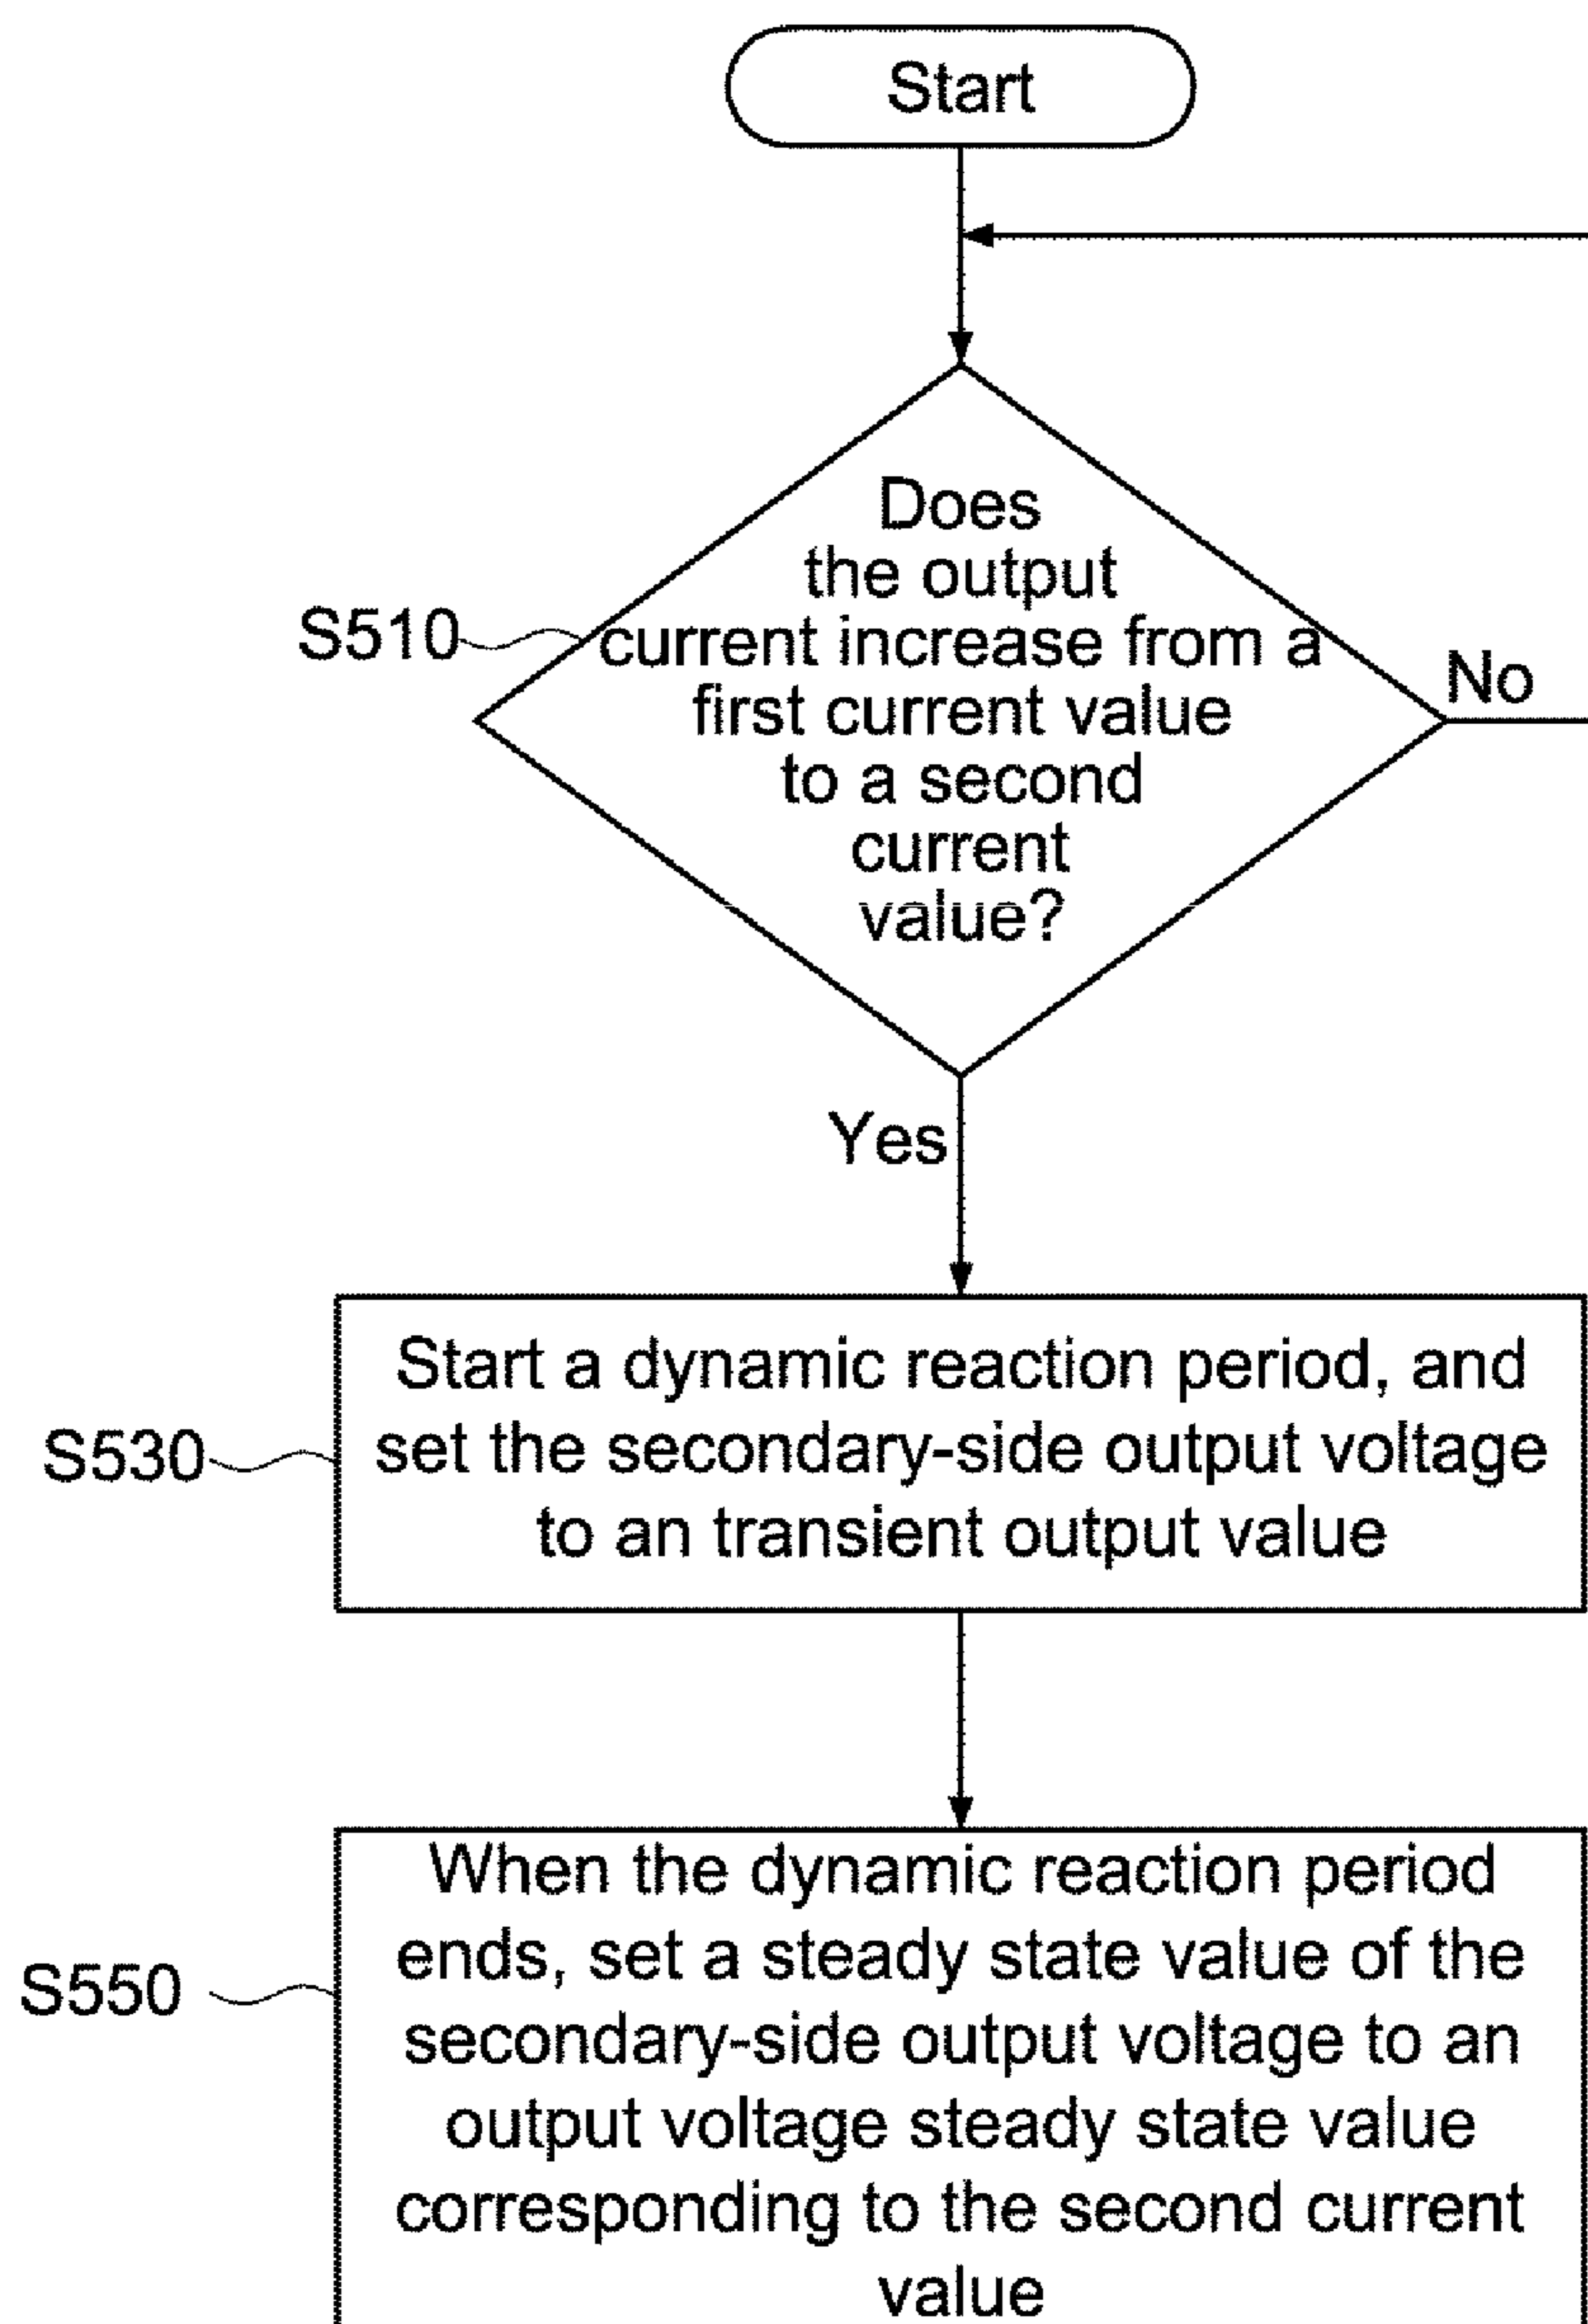 Start
Does
the output
current increase from a
first current value
to a second
current
value?
S510
No
Yes
Start a dynamic reaction period, and
set the secondary-side output voltage
to an transient output value
S530
When the dynamic reaction period
ends, set a steady state value of the
secondary-side output voltage to an
output voltage steady state value
corresponding to the second current
value
S550